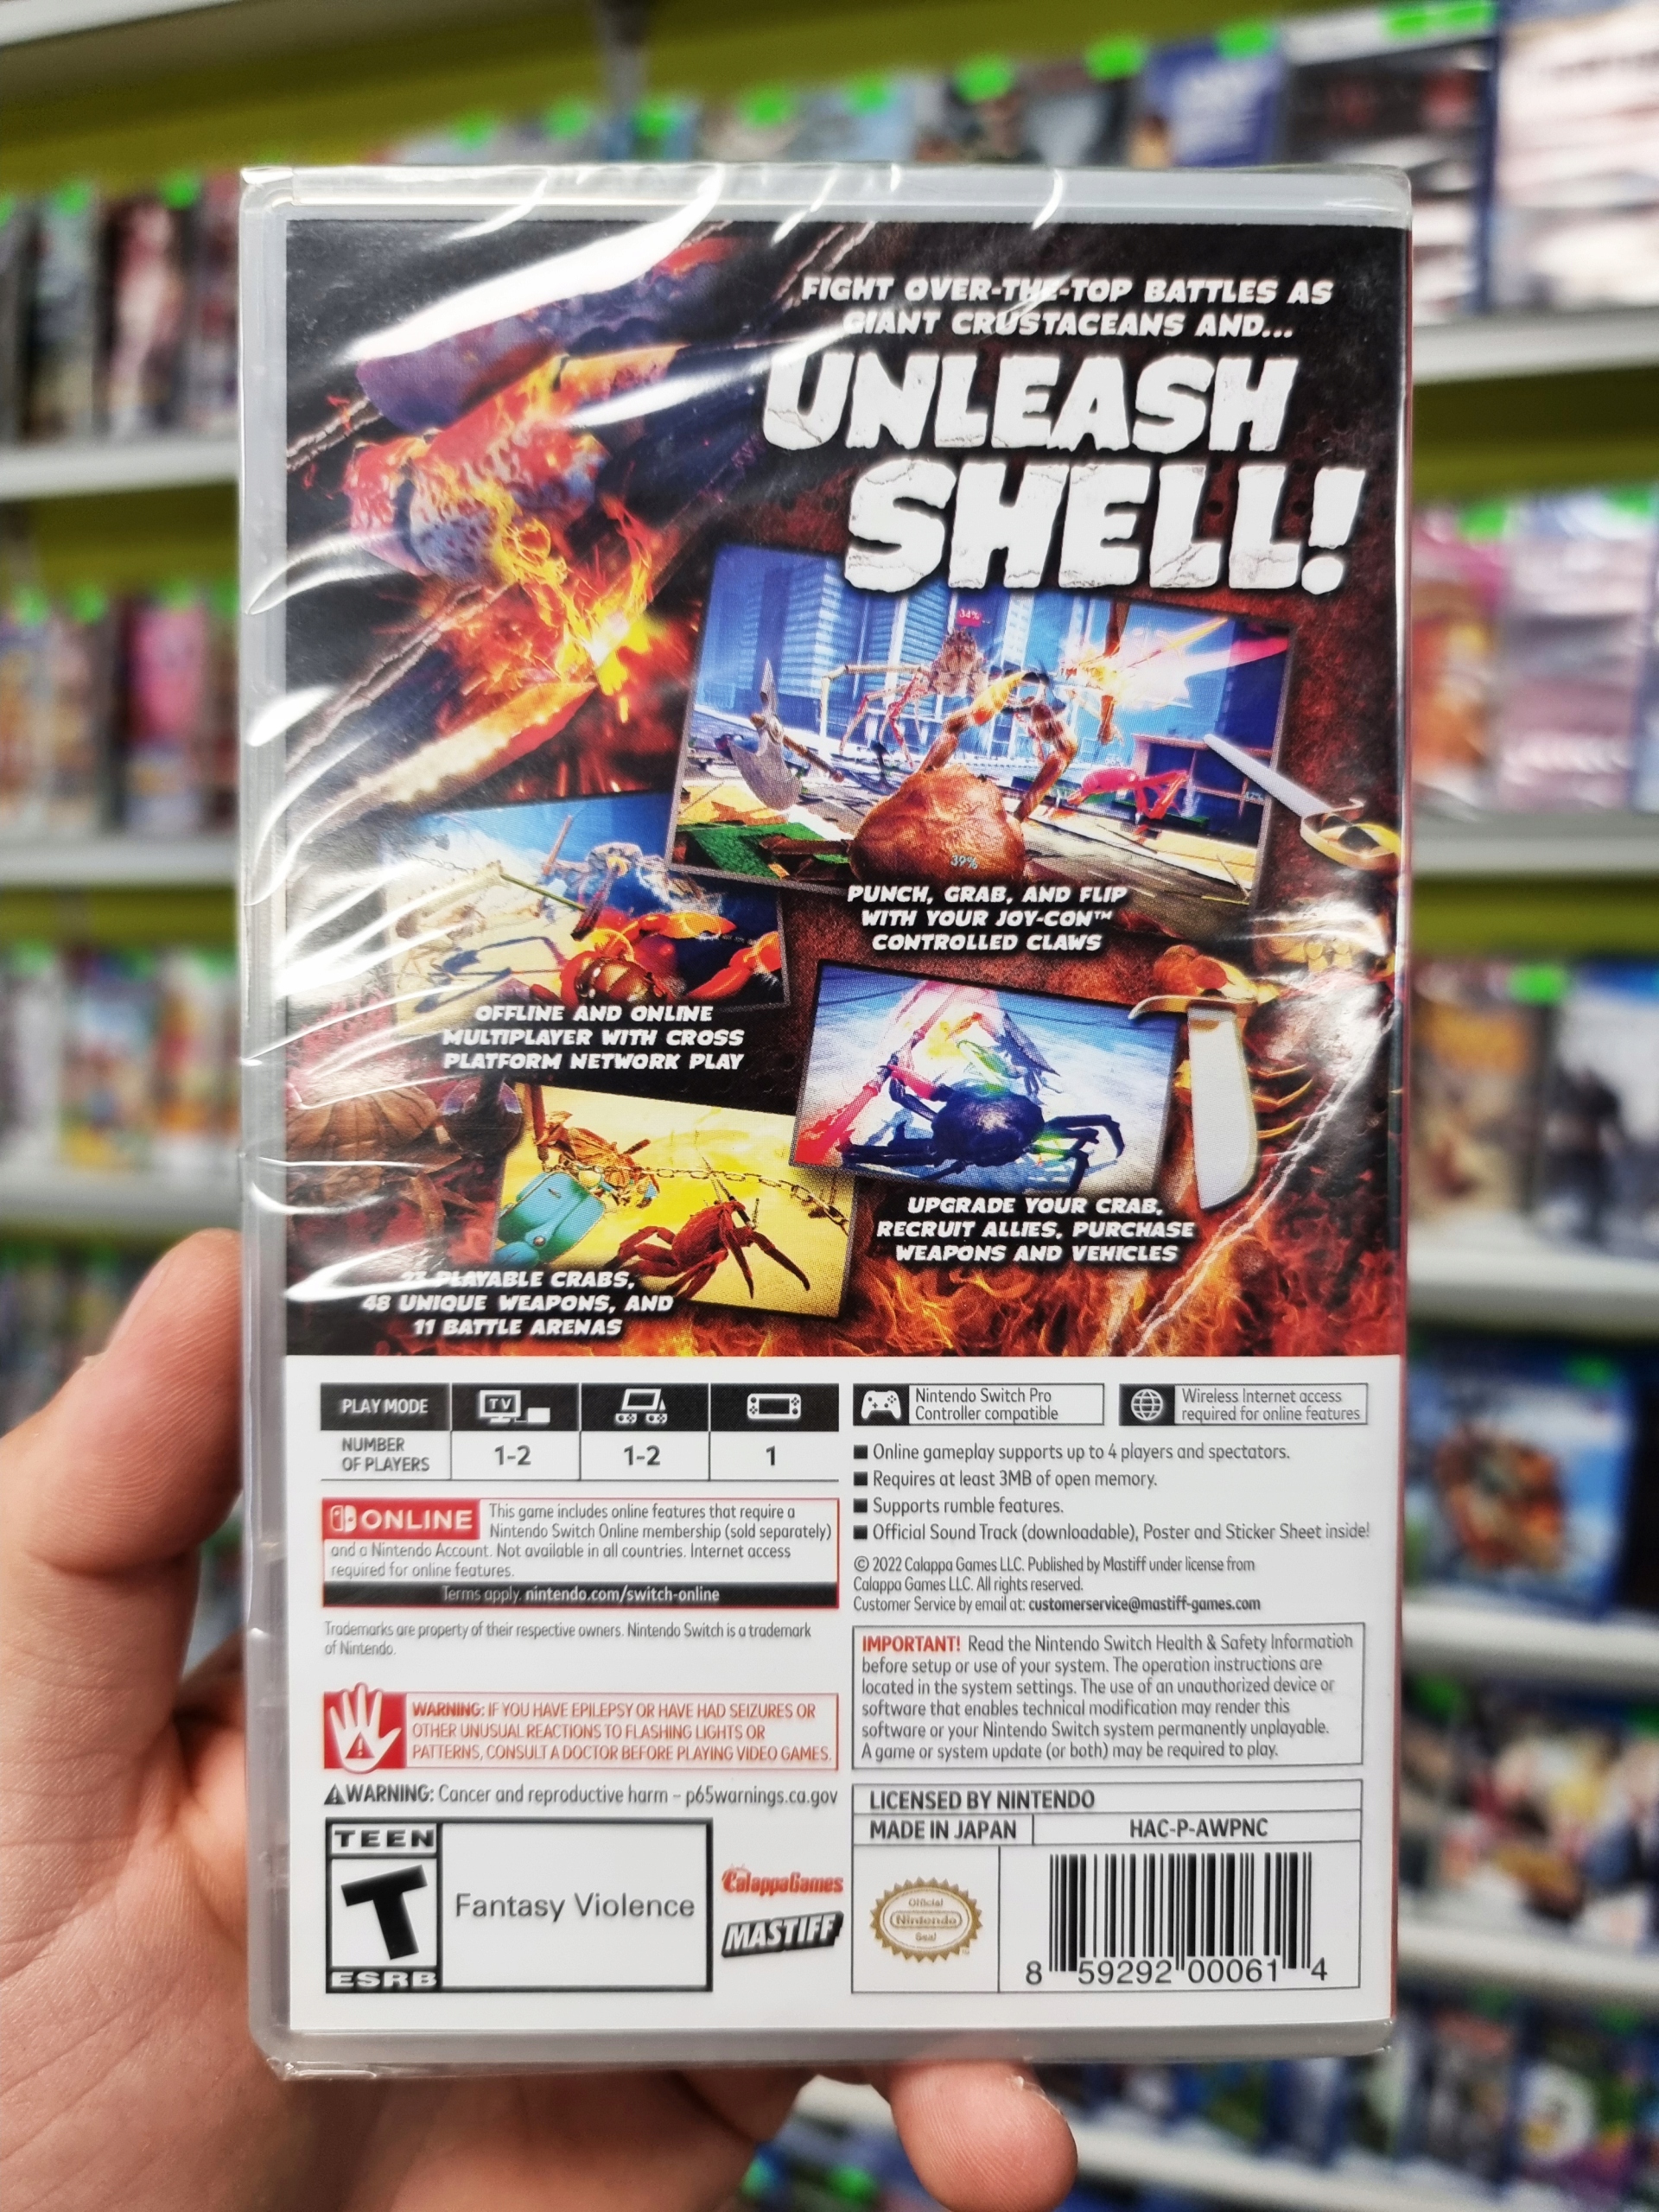 FIGHT OVER-THE-TOP BATTLES AS
GIANT CRUSTACEANS AND...
UNLEASH
SHELL!
34%
39%
PUNCH, GRAB, AND FLIP
WITH YOUR JOY-CON™
CONTROLLED CLAWS
OFFLINE AND ONLINE
MULTIPLAYER WITH CROSS
PLATFORM NETWORK PLAY
UPGRADE YOUR CRAB,
RECRUIT ALLIES, PURCHASE
WEAPONS AND VEHICLES
PLAYABLE CRABS,
48 UNIQUE WEAPONS, AND
11 BATTLE ARENAS
PLAY MODE
TV
NUMBER
OF PLAYERS
1-2
1-2
1
Nintendo Switch Pro
Controller compatible
Wireless Internet access
required for online features
■ Online gameplay supports up to 4 players and spectators.
■ Requires at least 3MB of open memory.
■ Supports rumble features.
■ Official Sound Track (downloadable), Poster and Sticker Sheet inside!
ONLINE
This game includes online features that require a
Nintendo Switch Online membership (sold separately)
and a Nintendo Account. Not available in all countries. Internet access
required for online features.
Terms apply. nintendo.com/switch-online
© 2022 Calappa Games LLC. Published by Mastiff under license from
Calappa Games LLC. All rights reserved.
Customer Service by email at: customerservice@mastiff-games.com
Trademarks are property of their respective owners. Nintendo Switch is a trademark
of Nintendo.
IMPORTANT! Read the Nintendo Switch Health & Safety Information
before setup or use of your system. The operation instructions are
located in the system settings. The use of an unauthorized device or
software that enables technical modification may render this
software or your Nintendo Switch system permanently unplayable.
A game or system update (or both) may be required to play.
WARNING: IF YOU HAVE EPILEPSY OR HAVE HAD SEIZURES OR
OTHER UNUSUAL REACTIONS TO FLASHING LIGHTS OR
PATTERNS, CONSULT A DOCTOR BEFORE PLAYING VIDEO GAMES.
⚠WARNING: Cancer and reproductive harm – p65warnings.ca.gov
LICENSED BY NINTENDO
MADE IN JAPAN
HAC-P-AWPNC
TEEN
T
ESRB
Fantasy Violence
CalappaGames
MASTIFF
Official
Nintendo
Seal
8 59292 00061 4